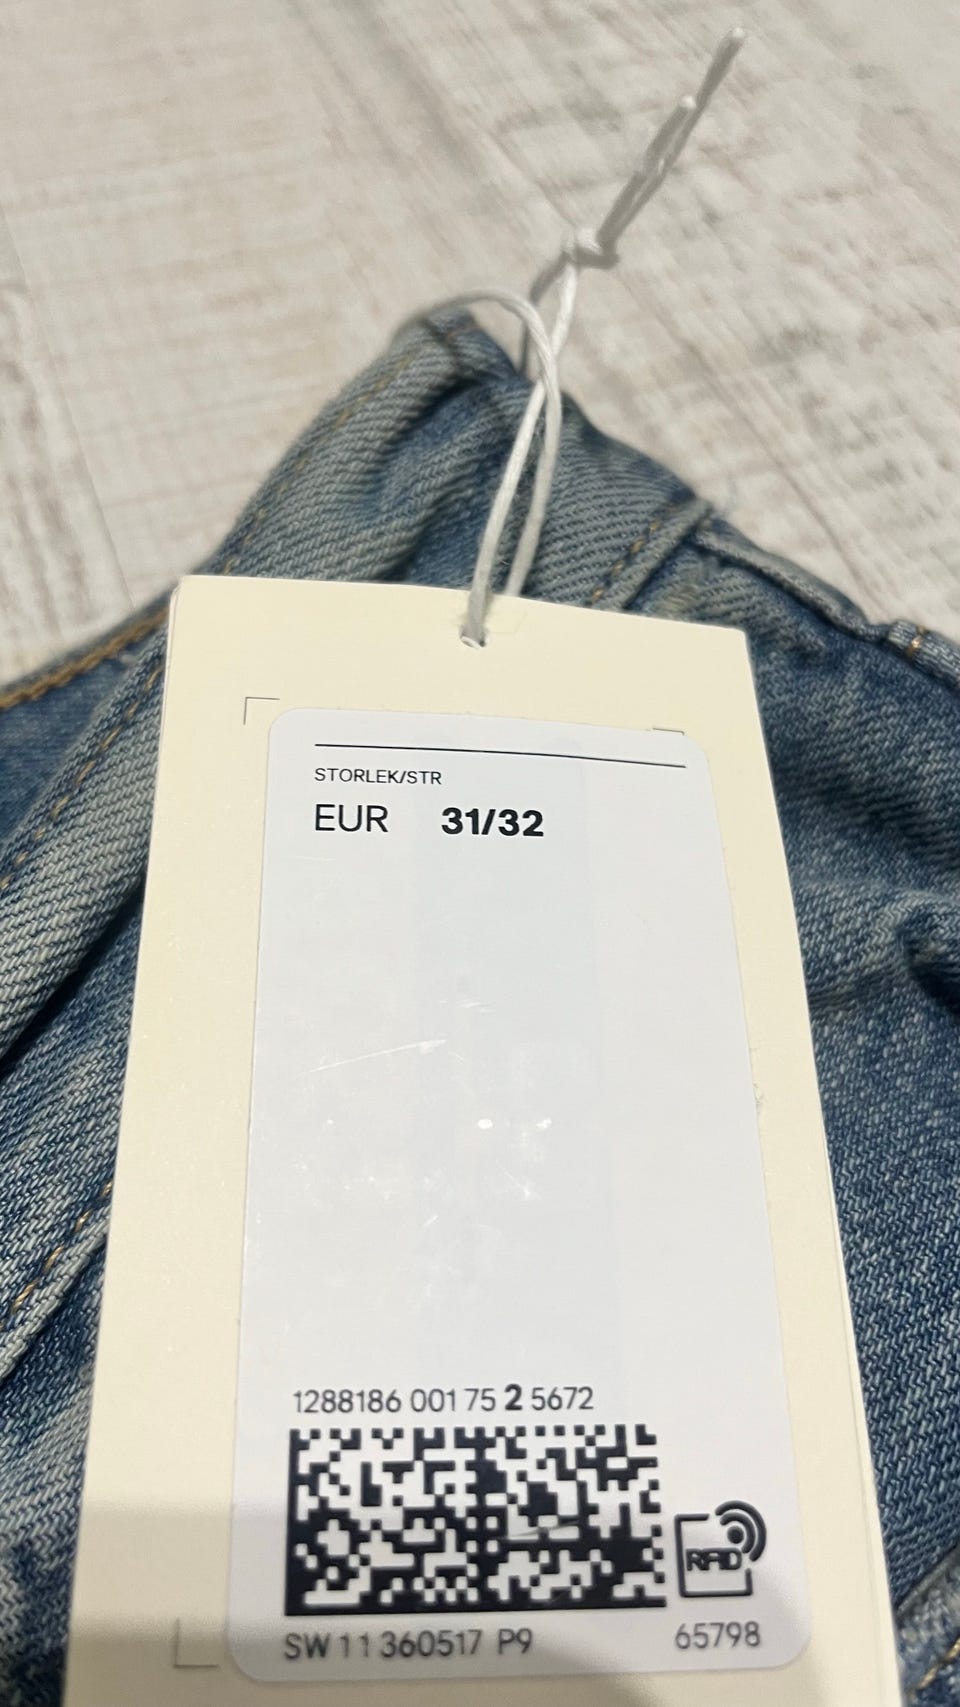 STORLEK/STR
EUR 31/32
1288186 001 75 2 5672
RFID
SW 11 360517 P9
65798